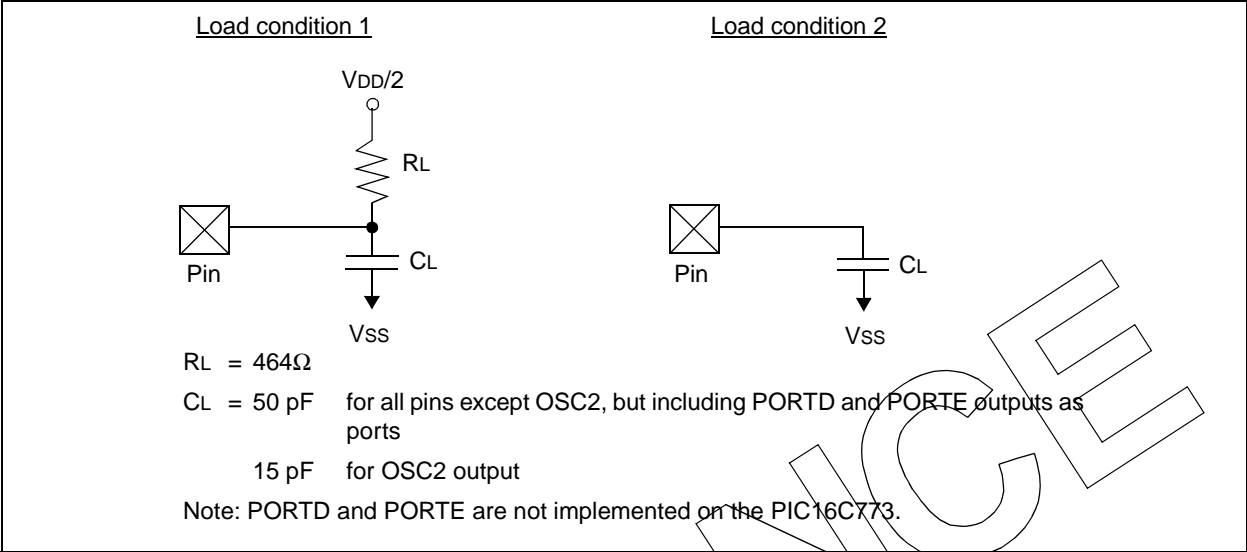 Load condition 1
Load condition 2
VDD/2
RL
Pin
CL
VSS
Pin
CL
VSS
RL = 464Ω
CL = 50 pF for all pins except OSC2, but including PORTD and PORTE outputs as
ports
15 pF for OSC2 output
Note: PORTD and PORTE are not implemented on the PIC16C773.
NCE